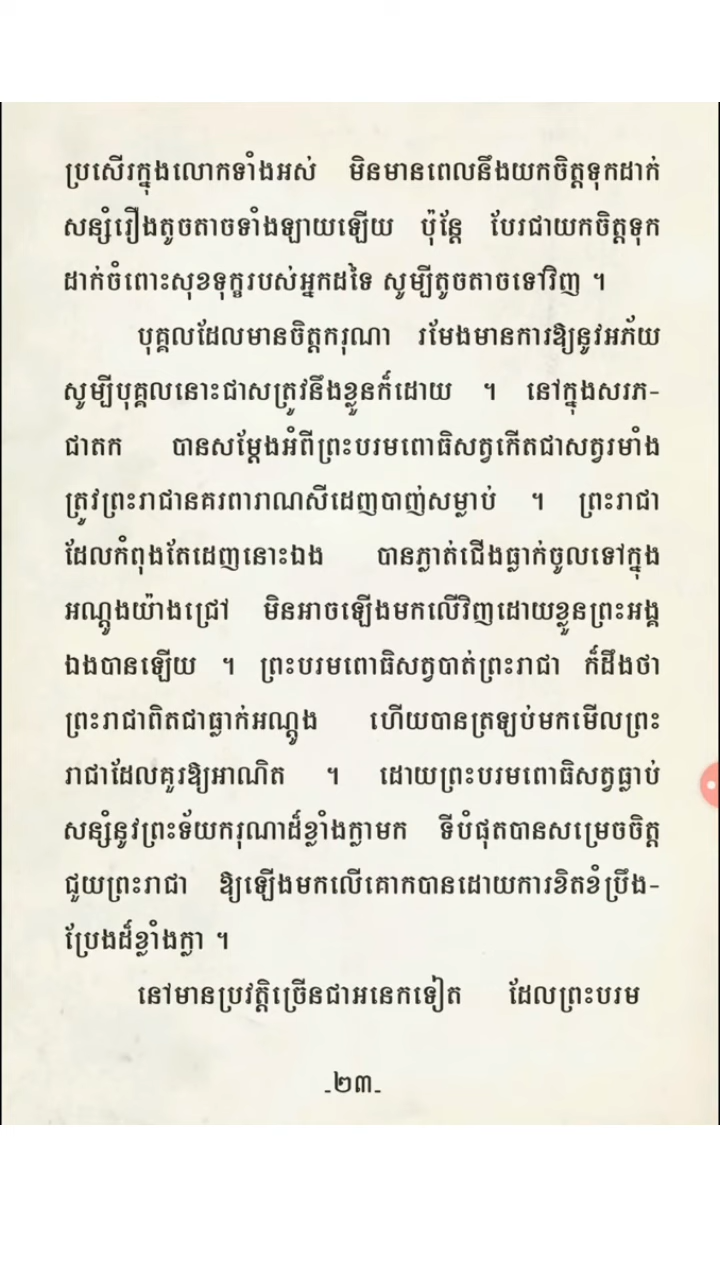 ប្រសើរក្នុងលោកទាំងអស់ មិនមានពេលនឹងយកចិត្តទុកដាក់
សន្សំរឿងតូចតាចទាំងឡាយឡើយ ប៉ុន្តែ បែរជាយកចិត្តទុក
ដាក់ចំពោះសុខទុក្ខរបស់អ្នកដទៃ សូម្បីតូចតាចទៅវិញ ។
បុគ្គលដែលមានចិត្តករុណា រមែងមានការឱ្យនូវអភ័យ
សូម្បីបុគ្គលនោះជាសត្រូវនឹងខ្លួនក៏ដោយ ។ នៅក្នុងសរភ-
ជាតក បានសម្តែងអំពីព្រះបរមពោធិសត្វកើតជាសត្វរមាំង
ត្រូវព្រះរាជានគរពារាណសីដេញបាញ់សម្លាប់ ។ ព្រះរាជា
ដែលកំពុងតែដេញនោះឯង បានភ្លាត់ជើងធ្លាក់ចូលទៅក្នុង
អណ្តូងយ៉ាងជ្រៅ មិនអាចឡើងមកលើវិញដោយខ្លួនព្រះអង្គ
ឯងបានឡើយ ។ ព្រះបរមពោធិសត្វបាត់ព្រះរាជា ក៏ដឹងថា
ព្រះរាជាពិតជាធ្លាក់អណ្តូង ហើយបានត្រឡប់មកមើលព្រះ
រាជាដែលគួរឱ្យអាណិត ។ ដោយព្រះបរមពោធិសត្វធ្លាប់
សន្សំនូវព្រះទ័យករុណាដ៏ខ្លាំងក្លាមក ទីបំផុតបានសម្រេចចិត្ត
ជួយព្រះរាជា ឱ្យឡើងមកលើគោកបានដោយការខិតខំប្រឹង-
ប្រែងដ៏ខ្លាំងក្លា ។
នៅមានប្រវត្តិច្រើនជាអនេកទៀត ដែលព្រះបរម
-២៣-